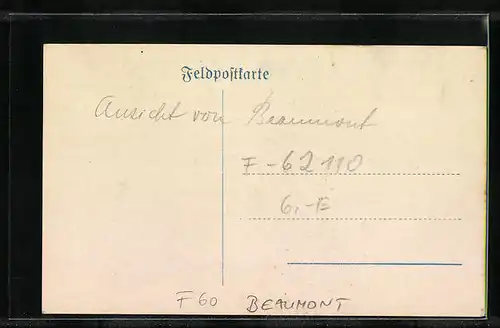 Feldpostkarte
Ansicht von Beaumont
F-62110
6,-E
F60 BEAUMONT